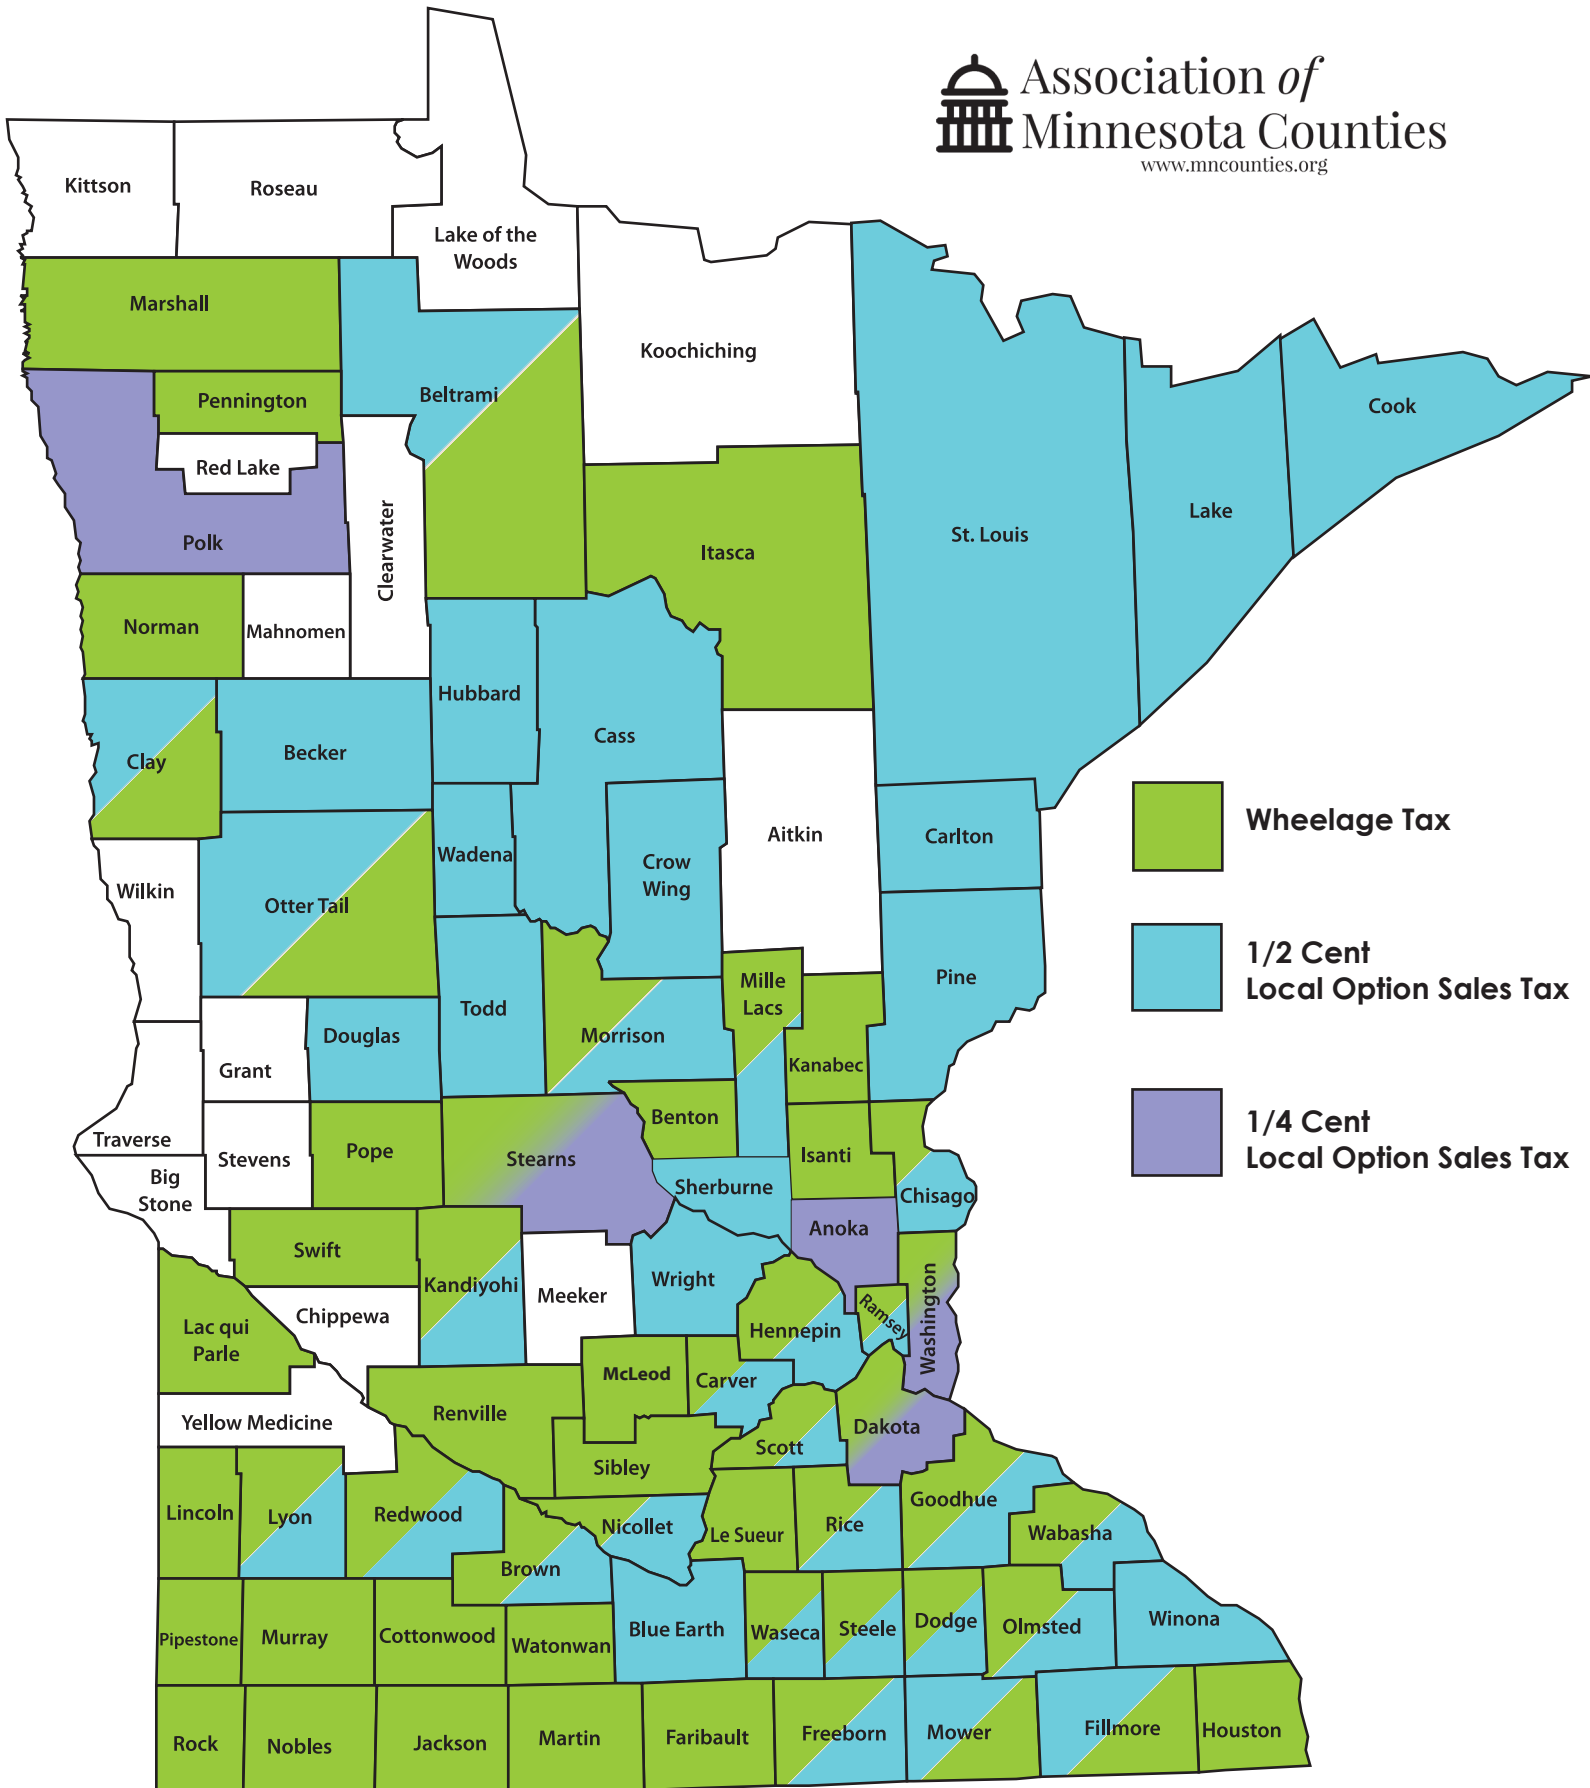 Association of
Minnesota Counties
www.mncounties.org
Kittson
Roseau
Lake of the
Woods
Marshall
Koochiching
Beltrami
Pennington
Cook
Red Lake
Lake
St. Louis
Polk
Clearwater
Itasca
Norman
Mahnomen
Hubbard
Cass
Becker
Clay
Wheelage Tax
Aitkin
Carlton
Wadena
Crow
Wing
Wilkin
Otter Tail
1/2 Cent
Local Option Sales Tax
Pine
Mille
Lacs
Todd
Douglas
Morrison
Grant
Kanabec
Benton
1/4 Cent
Local Option Sales Tax
Traverse
Stevens
Pope
Stearns
Isanti
Big
Stone
Sherburne
Chisago
Anoka
Swift
Kandiyohi
Wright
Meeker
Washington
Chippewa
Ramsey
Lac qui
Parle
Hennepin
McLeod
Carver
Renville
Yellow Medicine
Dakota
Scott
Sibley
Lincoln
Lyon
Redwood
Nicollet
Le Sueur
Rice
Goodhue
Wabasha
Brown
Pipestone
Murray
Cottonwood
Watonwan
Blue Earth
Waseca
Steele
Dodge
Olmsted
Winona
Rock
Nobles
Jackson
Martin
Faribault
Freeborn
Mower
Fillmore
Houston